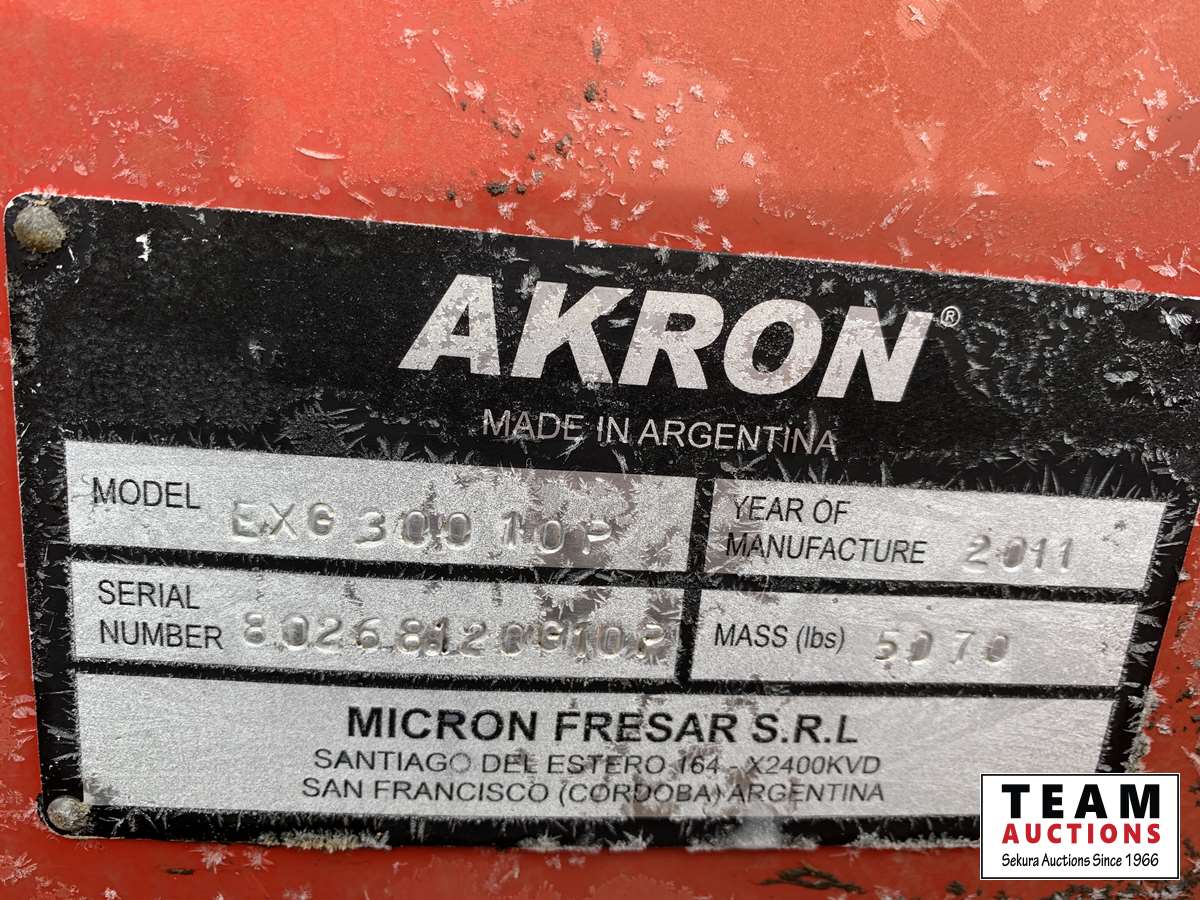 AKRON®
MADE IN ARGENTINA
MODEL EXG 300 10P
YEAR OF
MANUFACTURE 2011
SERIAL
NUMBER
MASS (lbs) 5070
MICRON FRESAR S.R.L
SANTIAGO DEL ESTERO 164 - X2400KVD
SAN FRANCISCO (CORDOBA) ARGENTINA
TEAM
AUCTIONS
Sekura Auctions Since 1966